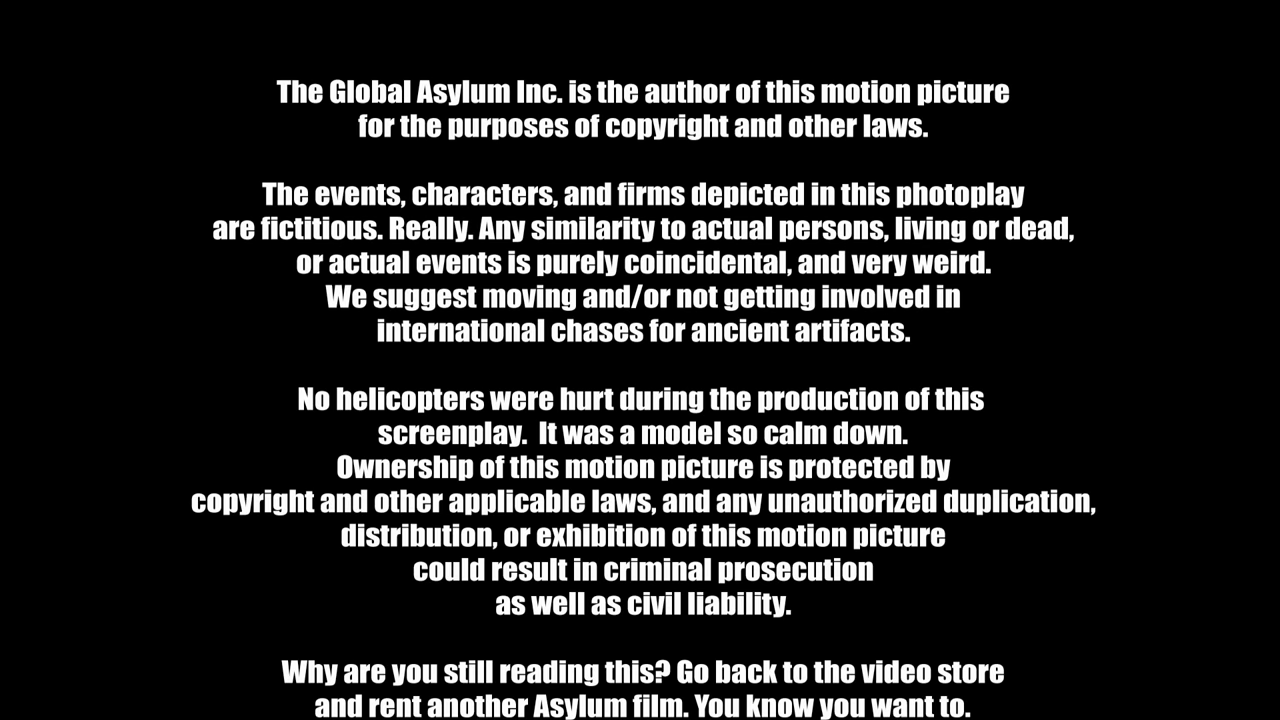 The Global Asylum Inc. is the author of this motion picture
for the purposes of copyright and other laws.
The events, characters, and firms depicted in this photoplay
are fictitious. Really. Any similarity to actual persons, living or dead,
or actual events is purely coincidental, and very weird.
We suggest moving and/or not getting involved in
international chases for ancient artifacts.
No helicopters were hurt during the production of this
screenplay.  It was a model so calm down.
Ownership of this motion picture is protected by
copyright and other applicable laws, and any unauthorized duplication,
distribution, or exhibition of this motion picture
could result in criminal prosecution
as well as civil liability.
Why are you still reading this? Go back to the video store
and rent another Asylum film. You know you want to.